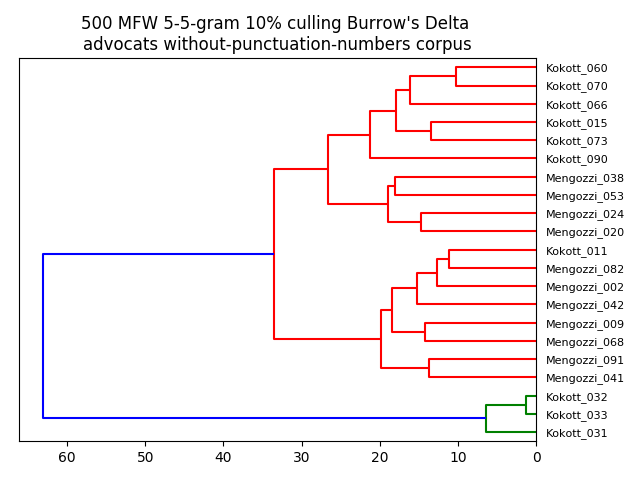 500 MFW 5-5-gram 10% culling Burrow's Delta
advocats without-punctuation-numbers corpus
Kokott_060
Kokott_070
Kokott_066
Kokott_015
Kokott_073
Kokott_090
Mengozzi_038
Mengozzi_053
Mengozzi_024
Mengozzi_020
Kokott_011
Mengozzi_082
Mengozzi_002
Mengozzi_042
Mengozzi_009
Mengozzi_068
Mengozzi_091
Mengozzi_041
Kokott_032
Kokott_033
Kokott_031
60 50 40 30 20 10 0